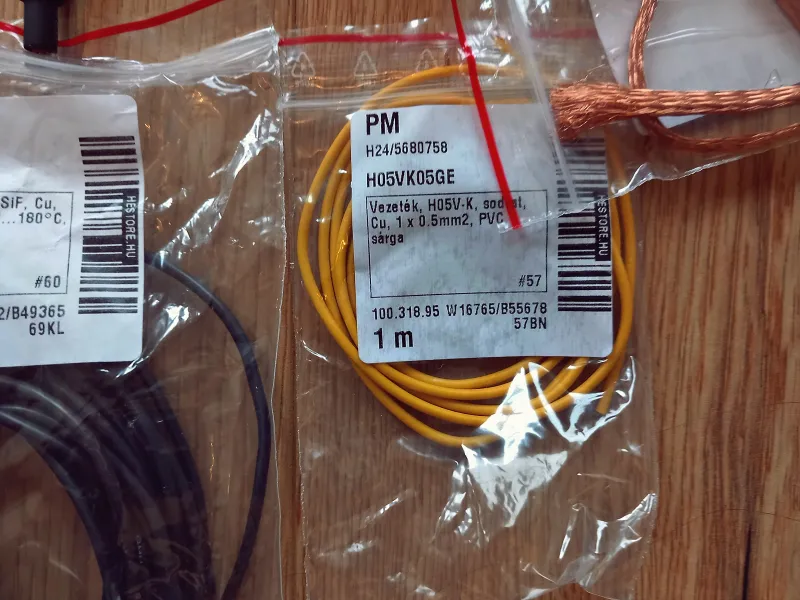 SiF, Cu,
...180°C,
#60
2/B49365
69KL
HESTORE.HU
PM
H24/5680758
H05VK05GE
Vezeték, H05V-K, sodrat,
Cu, 1 x 0.5mm2, PVC
sárga
#57
100.318.95 W16765/B55678
57BN
1 m
HESTORE.HU